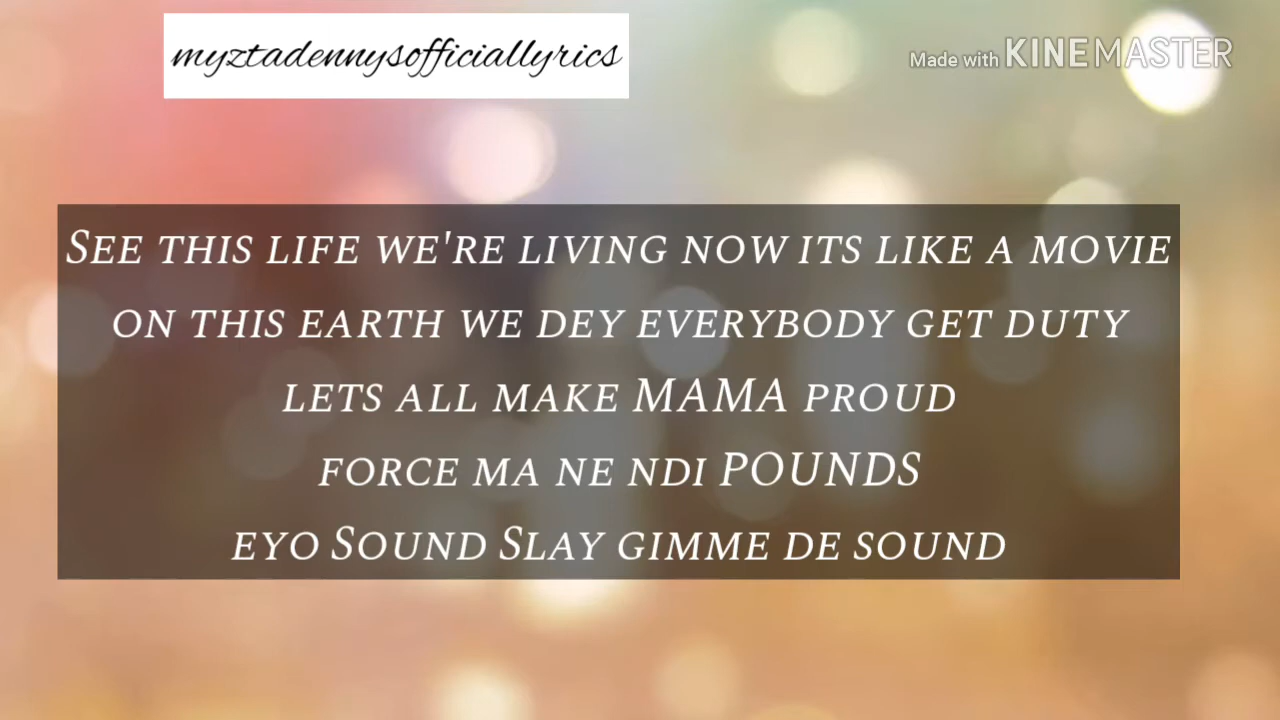 myztadennysofficiallyrics
Made with KINEMASTER
SEE THIS LIFE WE'RE LIVING NOW ITS LIKE A MOVIE
ON THIS EARTH WE DEY EVERYBODY GET DUTY
LETS ALL MAKE MAMA PROUD
FORCE MA NE NDI POUNDS
EYO SOUND SLAY GIMME DE SOUND